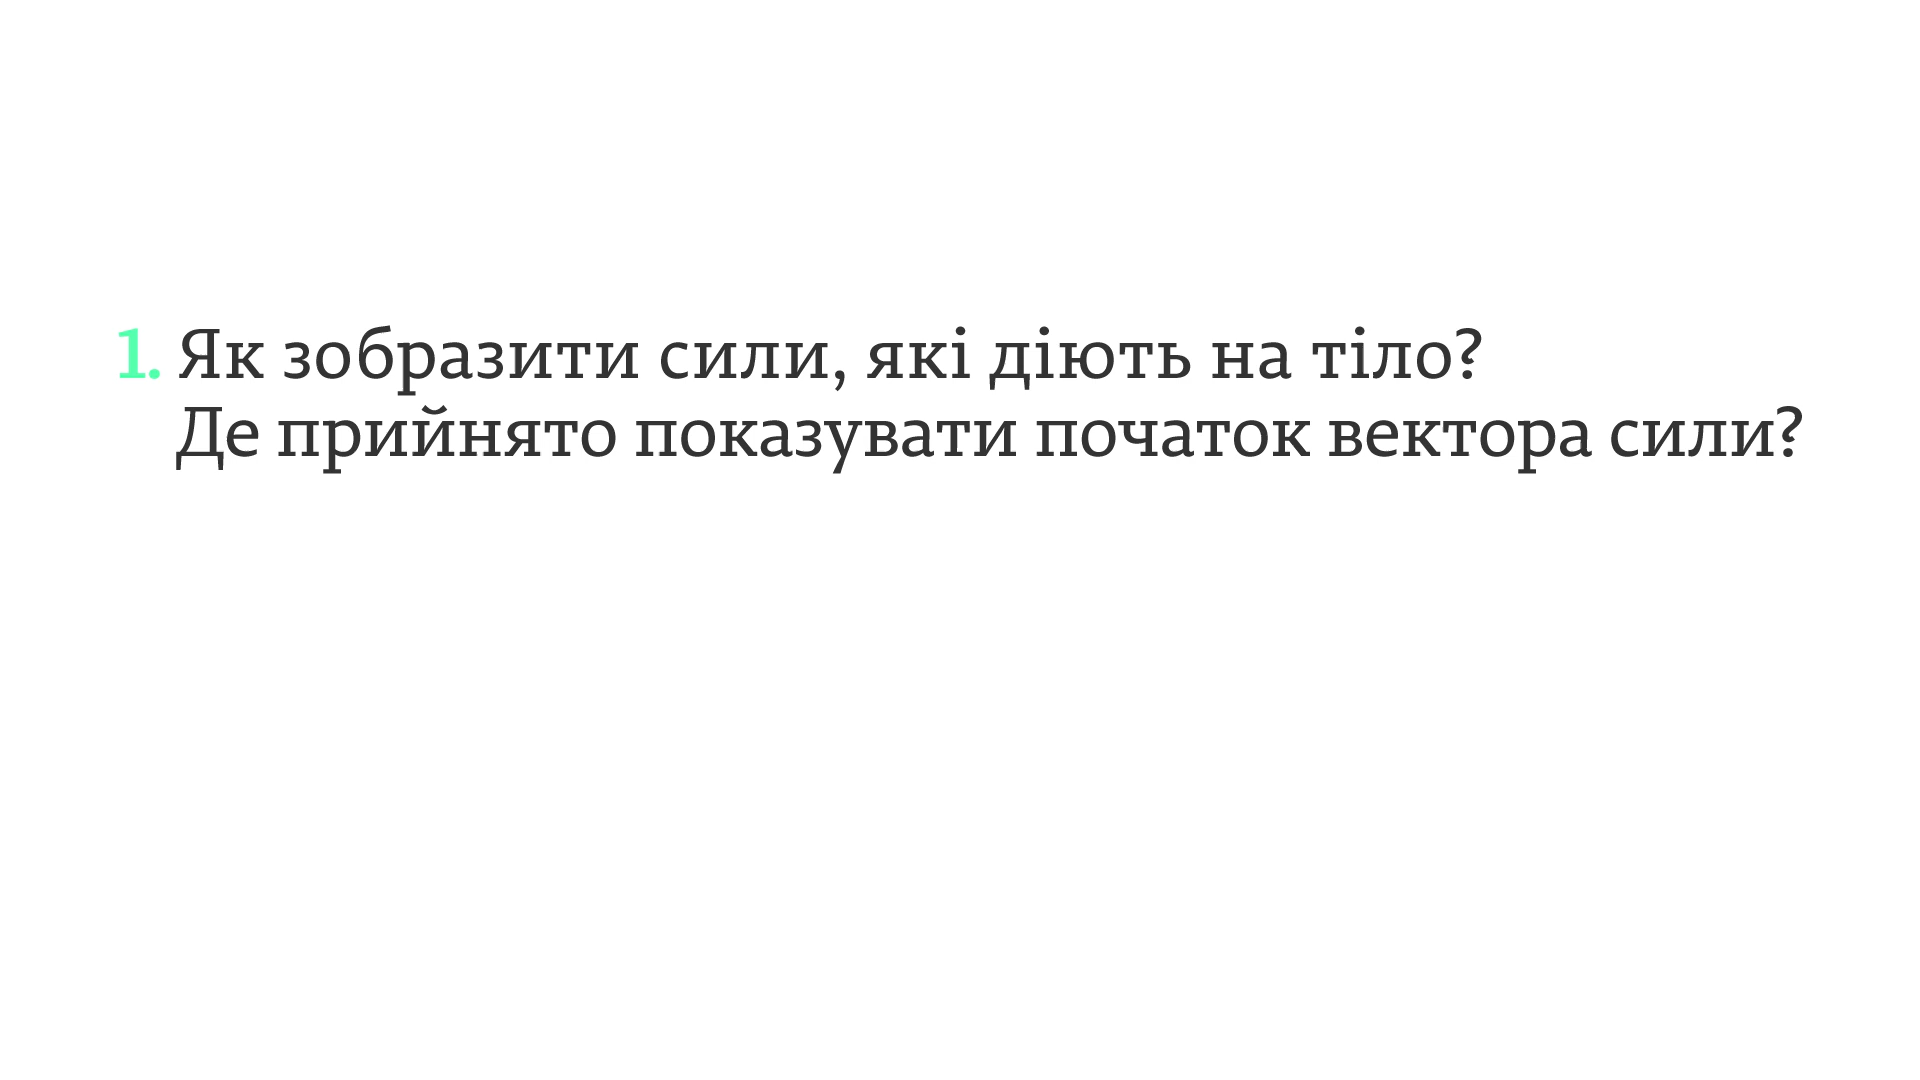 1. Як зобразити сили, які діють на тіло?
Де прийнято показувати початок вектора сили?